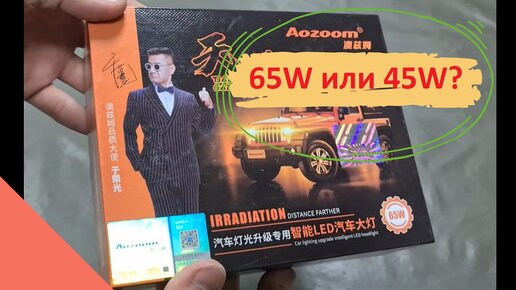 Aozoom
澳兹姆
65W или 45W?
澳兹姆品质大使 于荣光
IRRADIATION DISTANCE FARTHER
汽车灯光升级专用智能LED汽车大灯
Car lighting upgrade intelligent LED headlight
65W
Aozoom